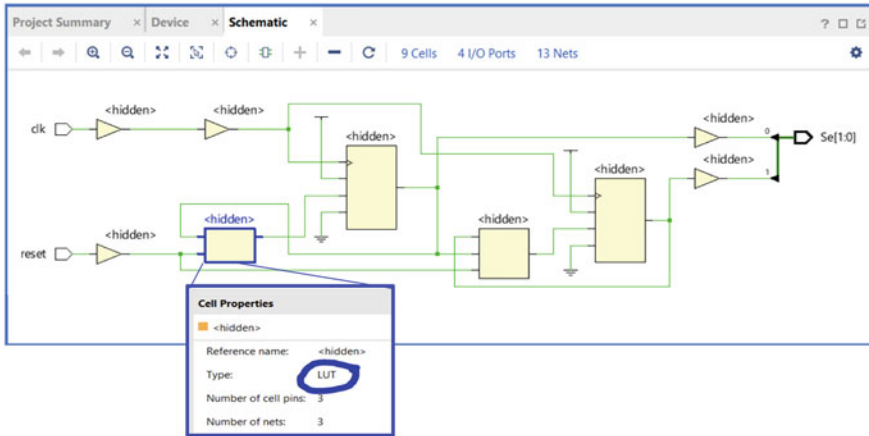 Project Summary × Device × Schematic ×
?
9 Cells 4 I/O Ports 13 Nets
<hidden>
clk
<hidden>
<hidden>
<hidden>
<hidden>
<hidden>
0
1
Se[1:0]
<hidden>
reset
<hidden>
<hidden>
<hidden>
Cell Properties
<hidden>
Reference name: <hidden>
Type: LUT
Number of cell pins: 3
Number of nets: 3